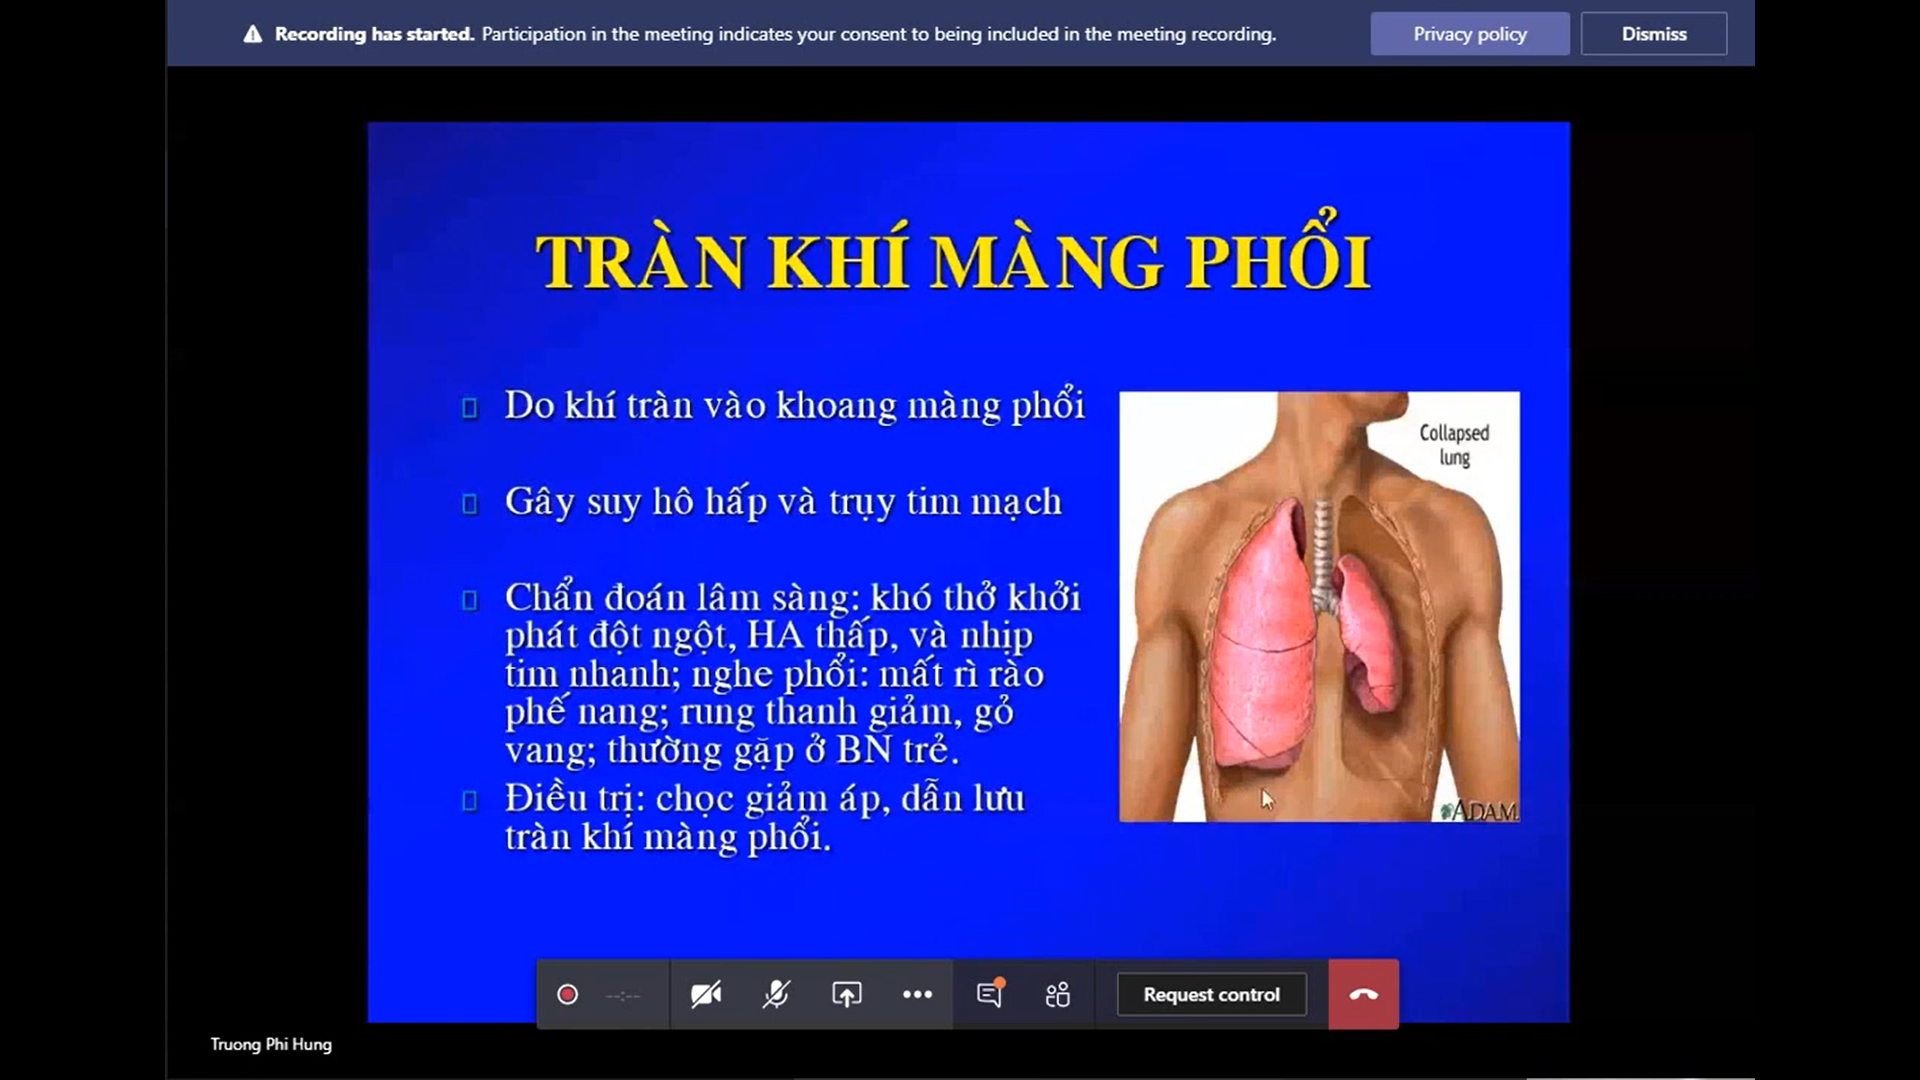 Recording has started. Participation in the meeting indicates your consent to being included in the meeting recording.
Privacy policy
Dismiss
TRÀN KHÍ MÀNG PHỔI
Do khí tràn vào khoang màng phổi
Gây suy hô hấp và trụy tim mạch
Chẩn đoán lâm sàng: khó thở khởi
phát đột ngột, HA thấp, và nhịp
tim nhanh; nghe phổi: mất rì rào
phế nang; rung thanh giảm, gỏ
vang; thường gặp ở BN trẻ.
Điều trị: chọc giảm áp, dẫn lưu
tràn khí màng phổi.
Collapsed
lung
ADAM
--:--
Request control
Truong Phi Hung